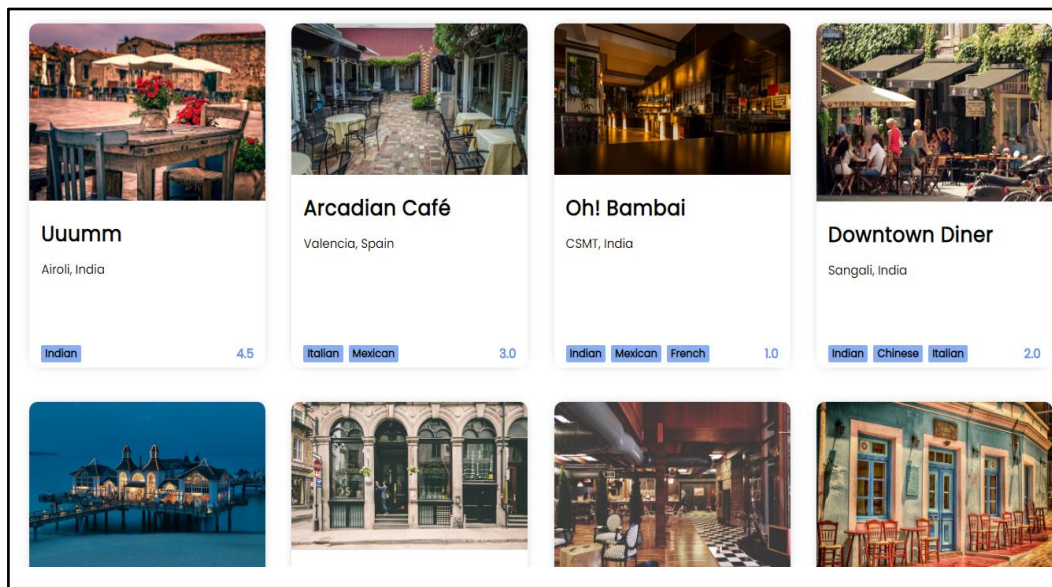 Uuumm
Airoli, India
Indian
4.5
Arcadian Café
Valencia, Spain
Italian Mexican
3.0
Oh! Bambai
CSMT, India
Indian Mexican French
1.0
Downtown Diner
Sangali, India
Indian Chinese Italian
2.0